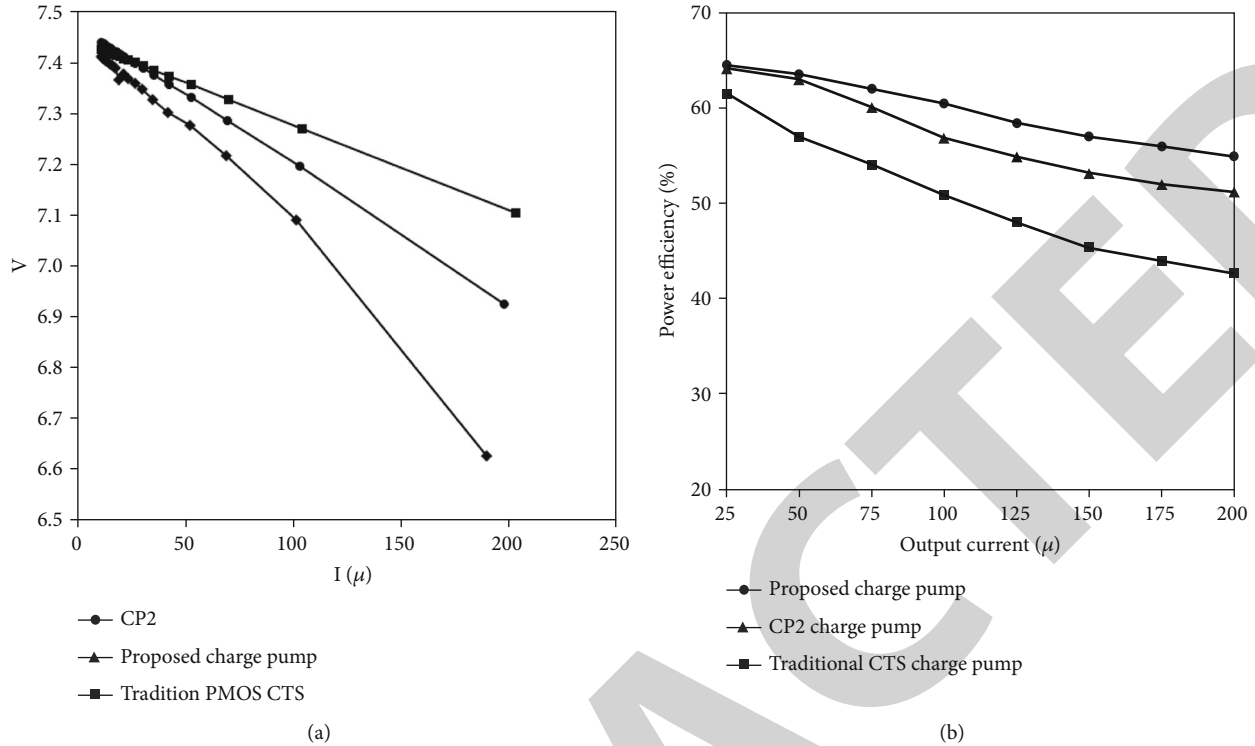 7.5
7.4
7.3
7.2
7.1
7.0
6.9
6.8
6.7
6.6
6.5
V
0 50 100 150 200 250
I (μ)
CP2
Proposed charge pump
Tradition PMOS CTS
(a)
70
60
50
40
30
20
Power efficiency (%)
25 50 75 100 125 150 175 200
Output current (μ)
Proposed charge pump
CP2 charge pump
Traditional CTS charge pump
(b)
ACTE